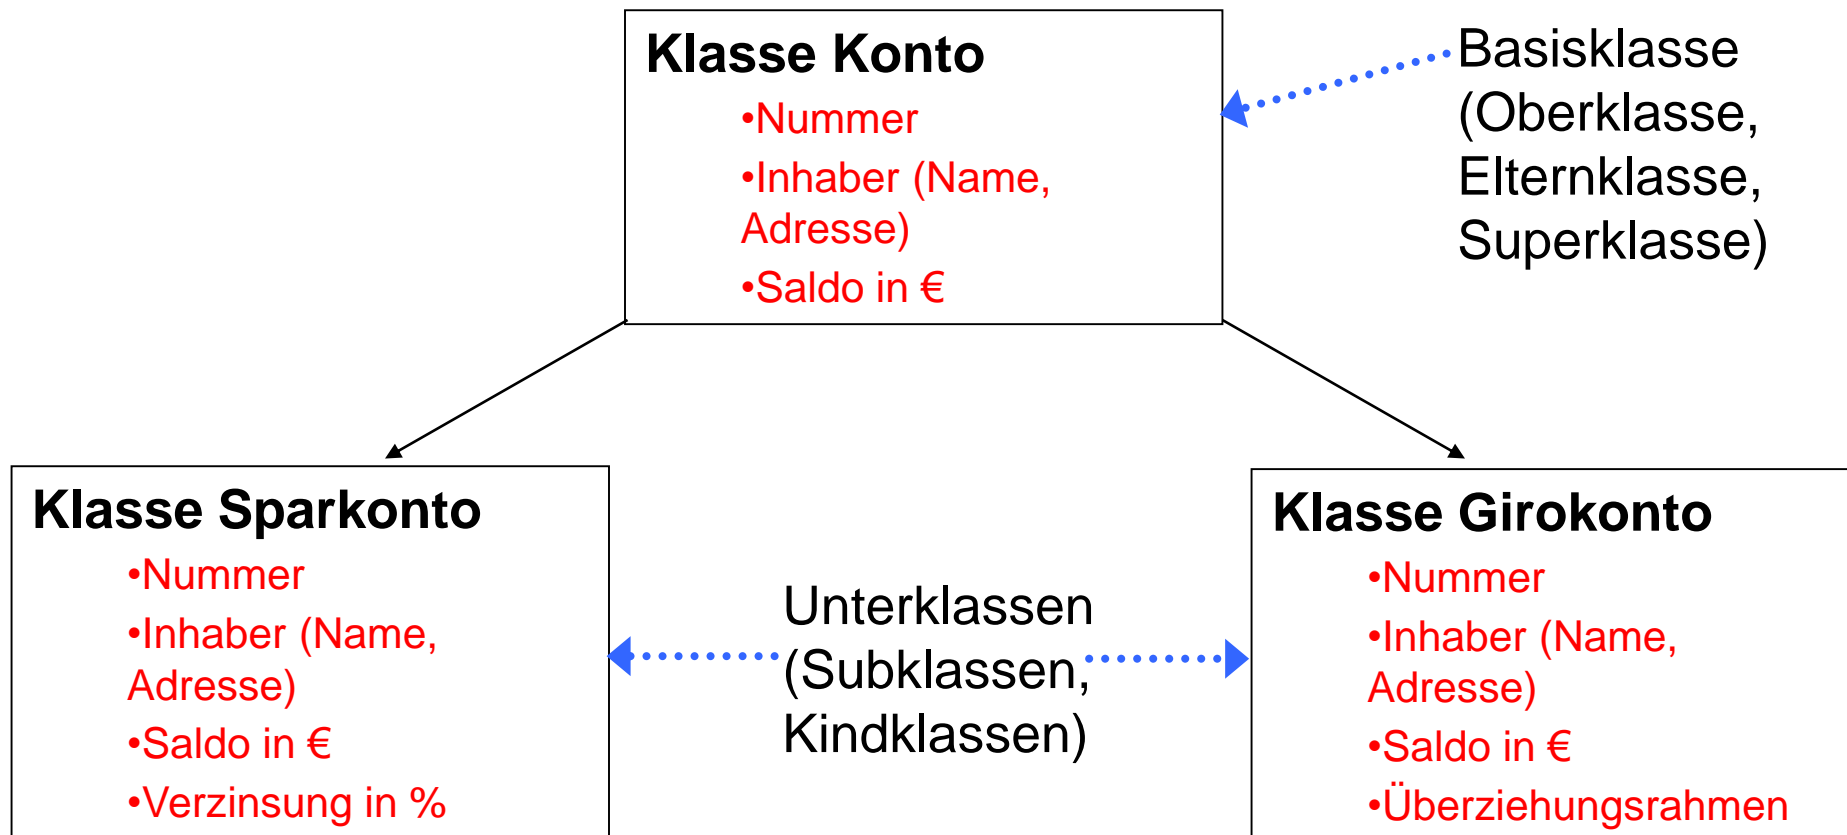 Klasse Konto
•Nummer
•Inhaber (Name,
Adresse)
•Saldo in €
Basisklasse
(Oberklasse,
Elternklasse,
Superklasse)
Klasse Sparkonto
•Nummer
•Inhaber (Name,
Adresse)
•Saldo in €
•Verzinsung in %
Unterklassen
(Subklassen,
Kindklassen)
Klasse Girokonto
•Nummer
•Inhaber (Name,
Adresse)
•Saldo in €
•Überziehungsrahmen